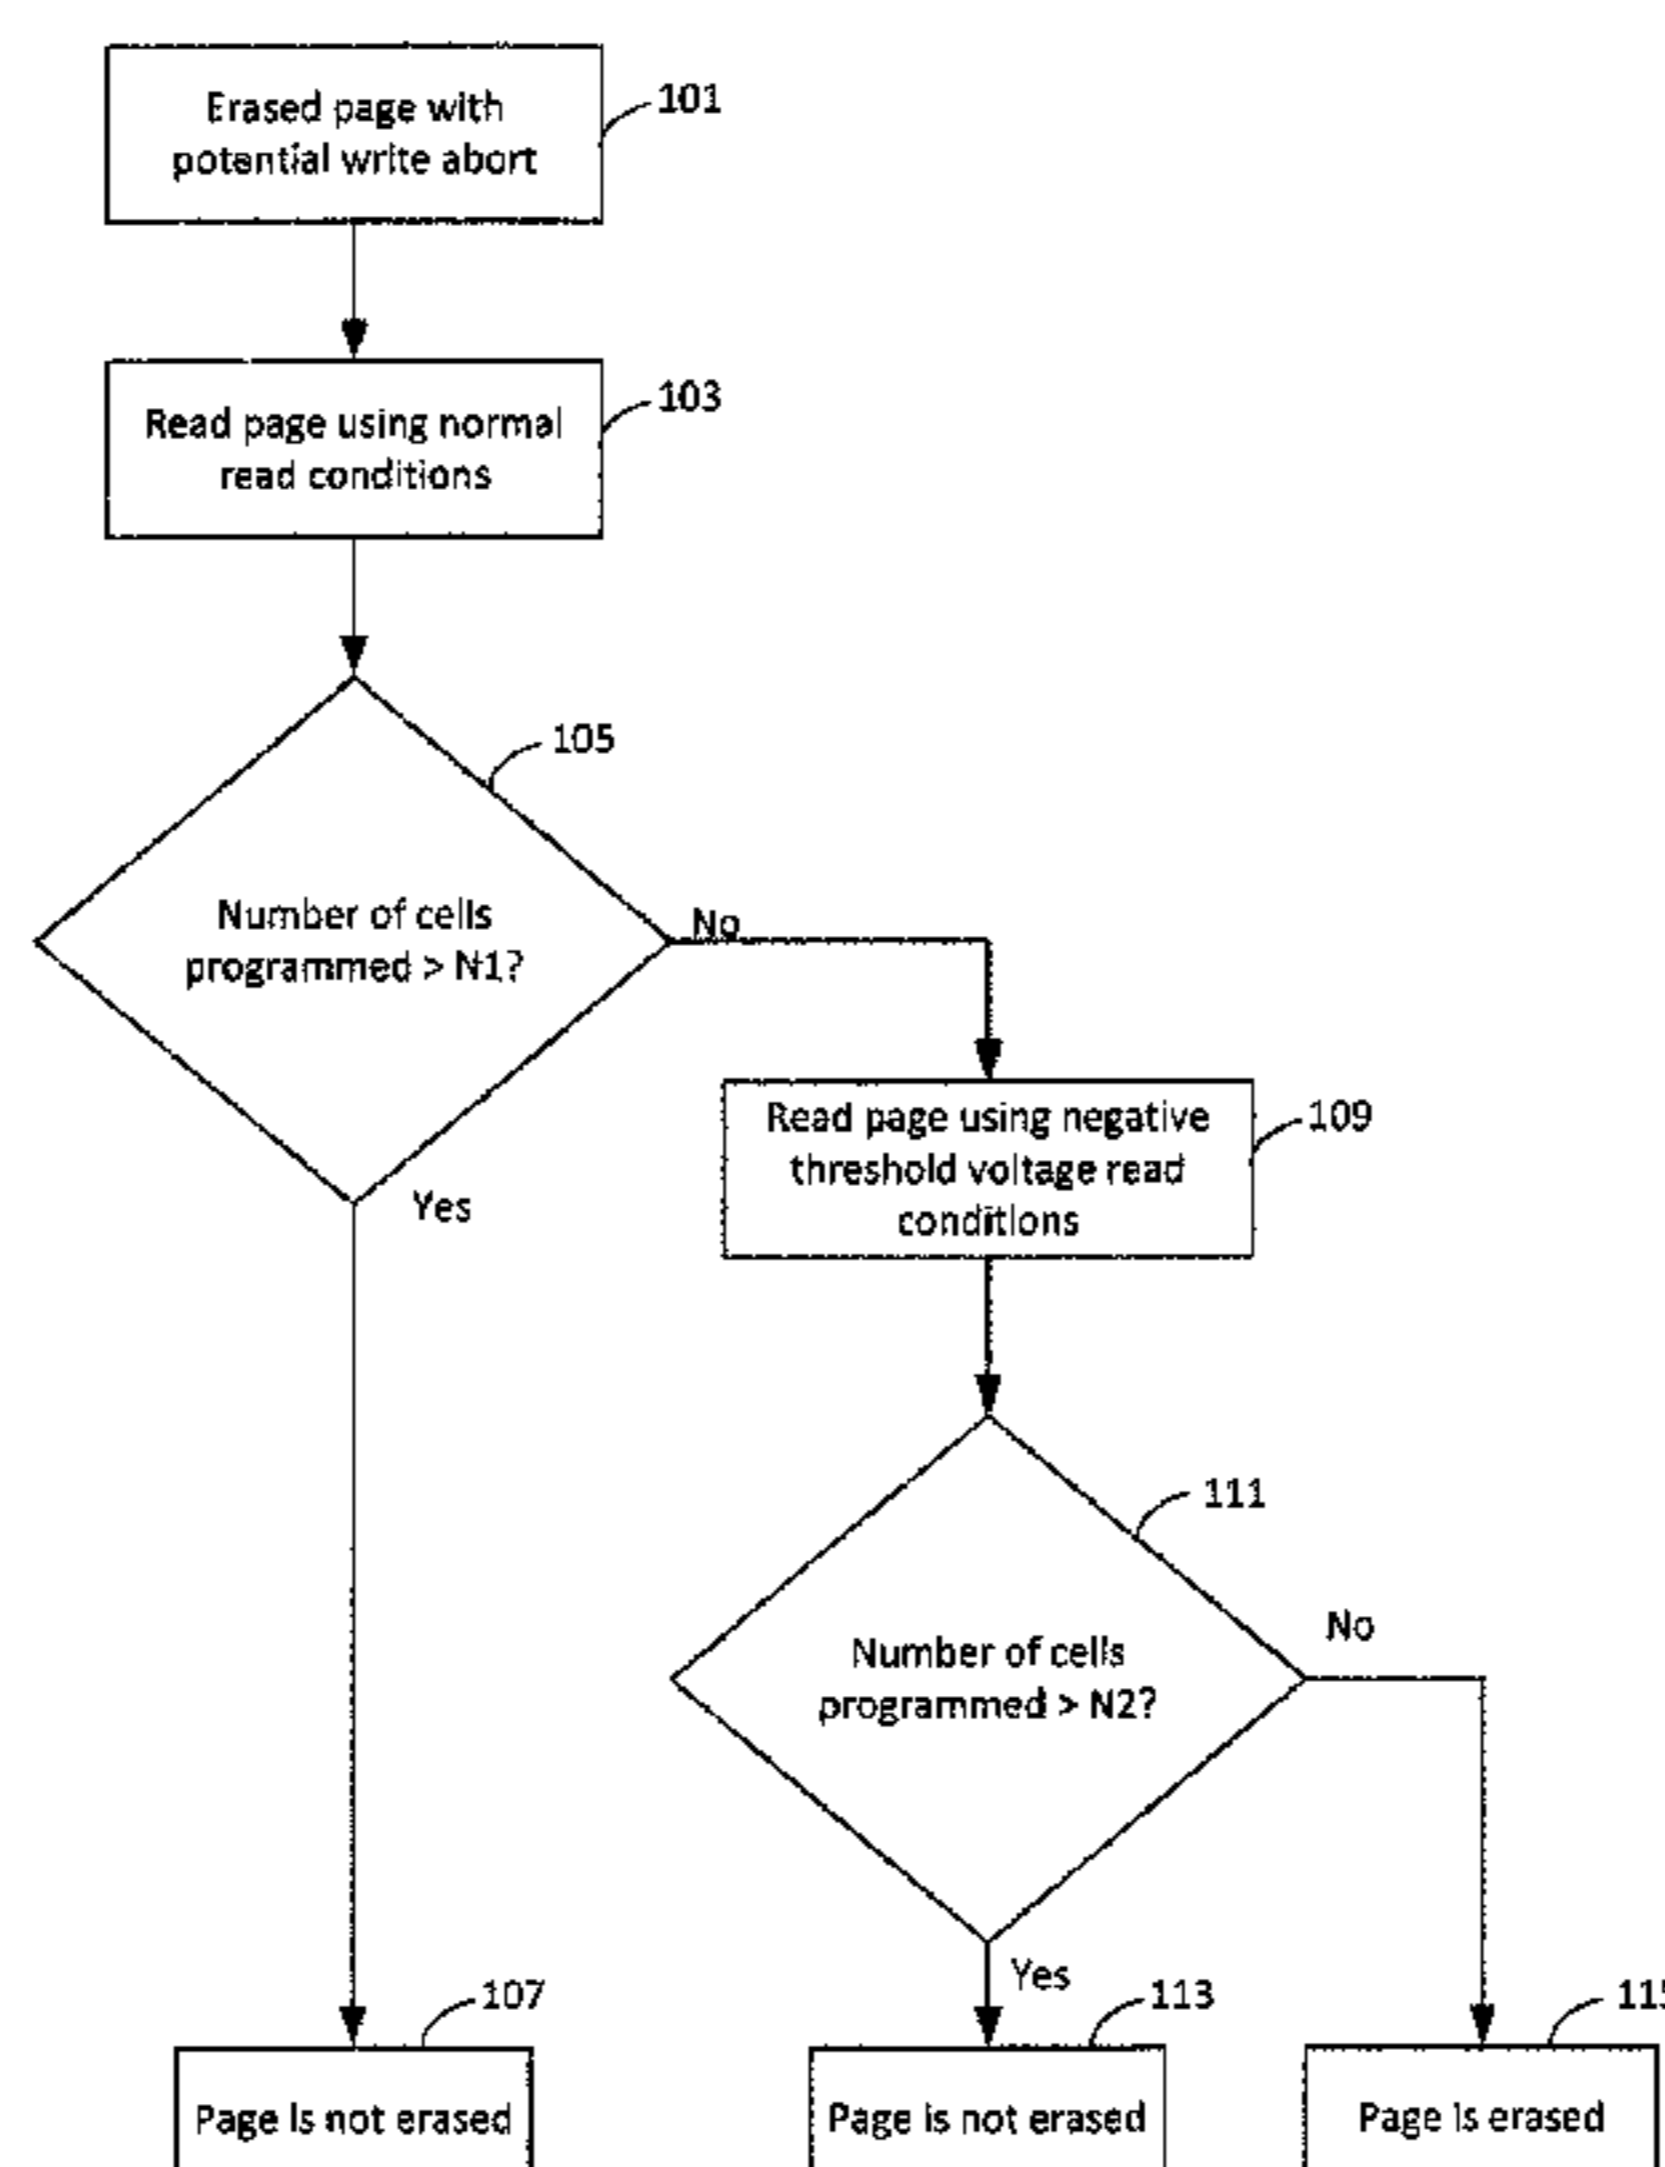 Erased page with
potential write abort
101
Read page using normal
read conditions
103
105
Number of cells
programmed > N1?
No
Yes
Read page using negative
threshold voltage read
conditions
109
111
Number of cells
programmed > N2?
No
Yes
107
113
Page is not erased
Page is not erased
Page is erased